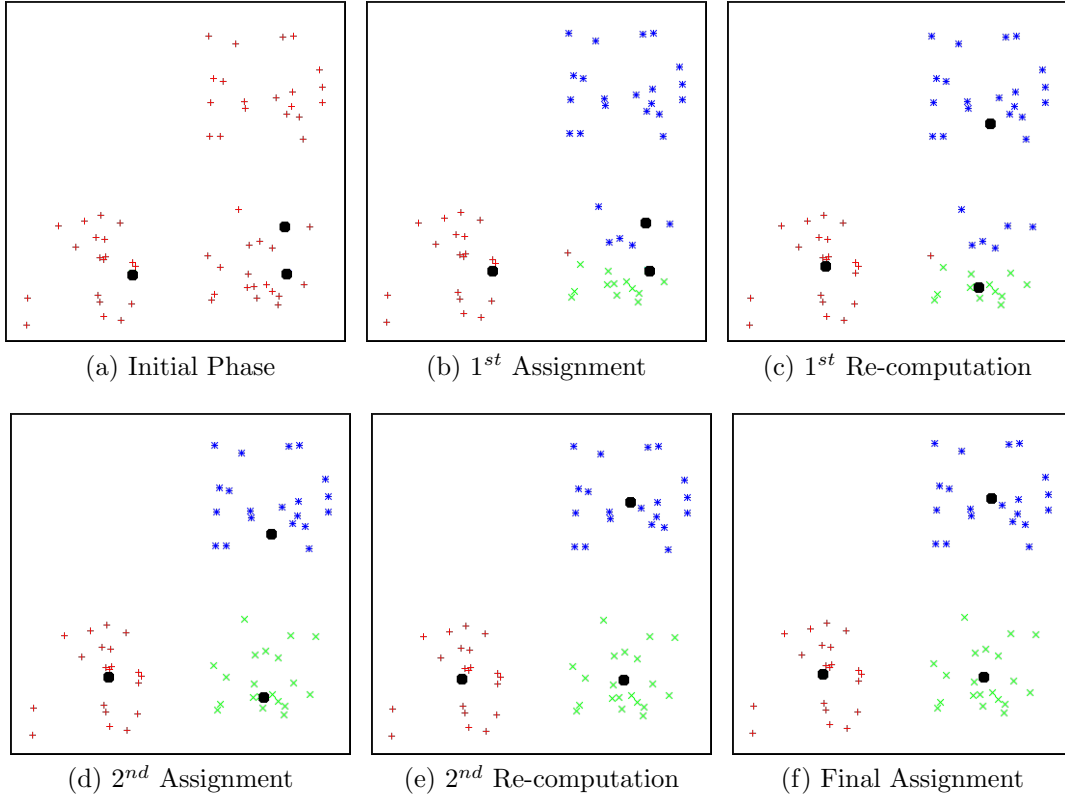 (a) Initial Phase
(b) 1st Assignment
(c) 1st Re-computation
(d) 2nd Assignment
(e) 2nd Re-computation
(f) Final Assignment